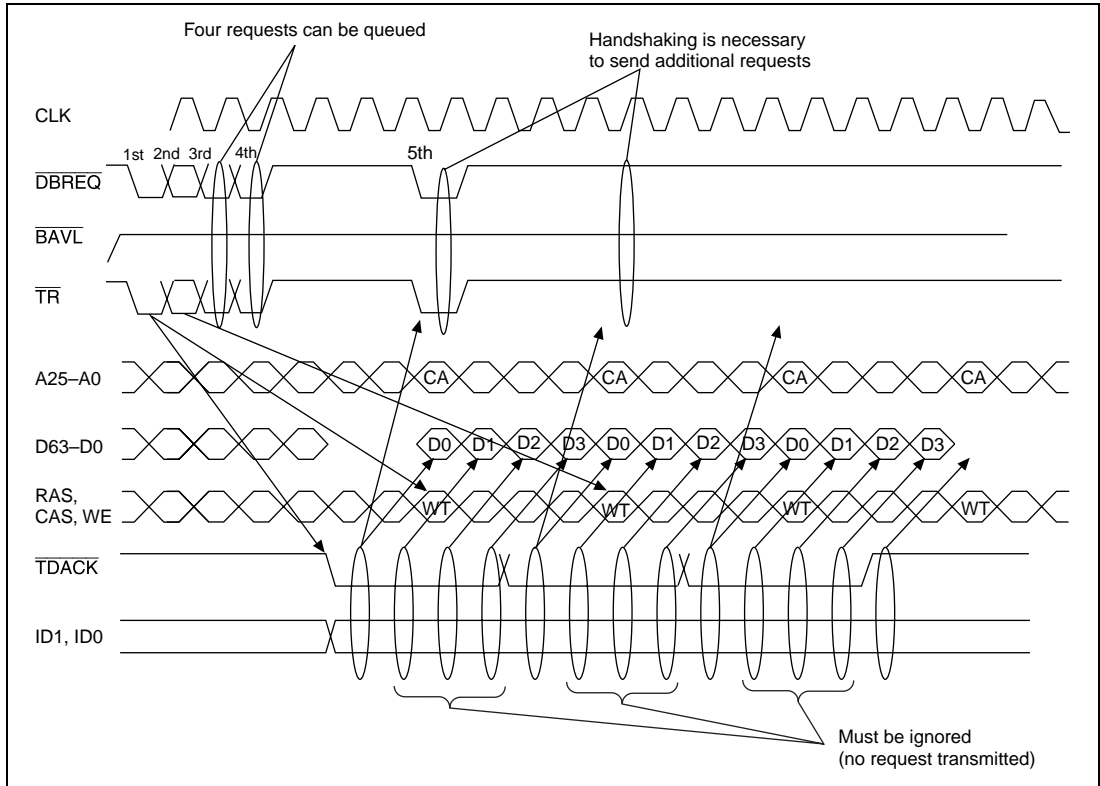 Four requests can be queued
Handshaking is necessary
to send additional requests
CLK
1st 2nd 3rd 4th 5th
DBREQ
BAVL
TR
A25–A0 CA CA CA CA
D63–D0 D0 D1 D2 D3 D0 D1 D2 D3 D0 D1 D2 D3
RAS,
CAS, WE WT WT WT WT
TDACK
ID1, ID0
Must be ignored
(no request transmitted)